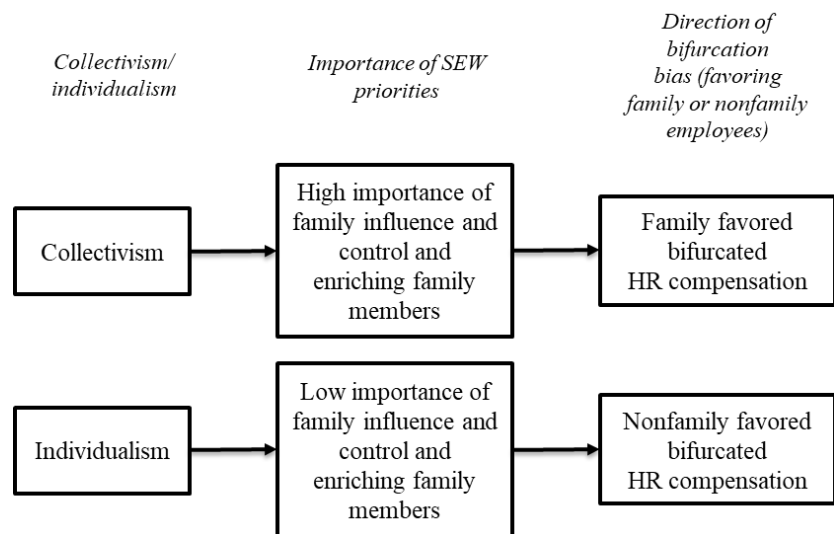 Collectivism/
individualism
Importance of SEW
priorities
Direction of
bifurcation
bias (favoring
family or nonfamily
employees)
Collectivism
High importance of
family influence and
control and
enriching family
members
Family favored
bifurcated
HR compensation
Individualism
Low importance of
family influence and
control and
enriching family
members
Nonfamily favored
bifurcated
HR compensation